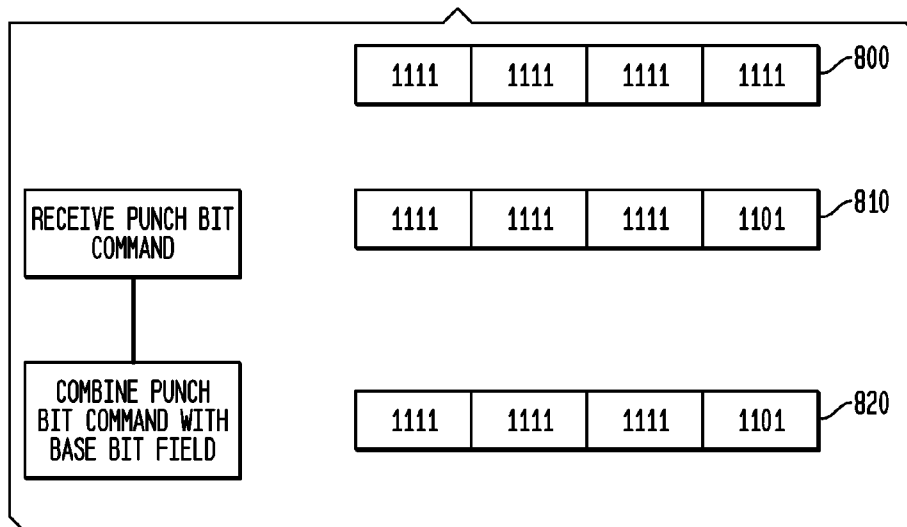 1111 1111 1111 1111 800
RECEIVE PUNCH BIT
COMMAND
1111 1111 1111 1101 810
COMBINE PUNCH
BIT COMMAND WITH
BASE BIT FIELD
1111 1111 1111 1101 820